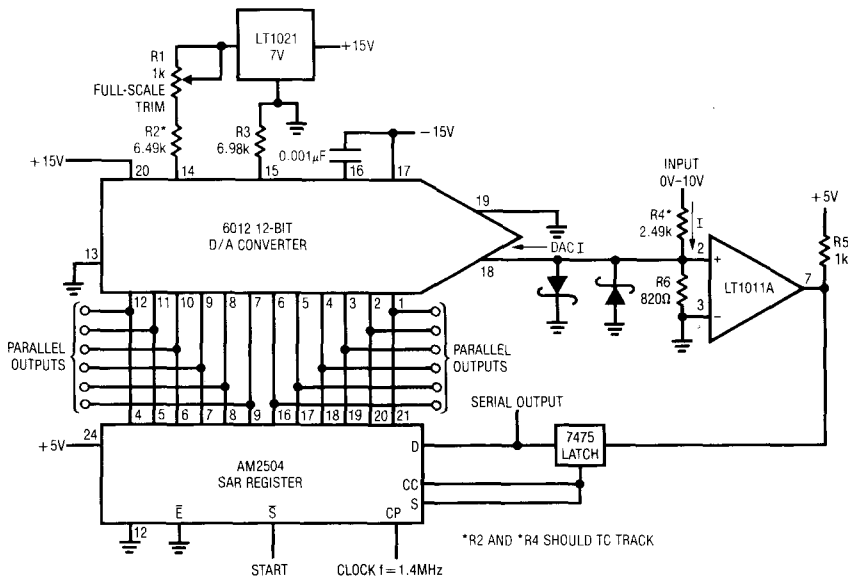 LT1021
7V
+15V
R1
1k
FULL-SCALE
TRIM
R2*
6.49k
R3
6.98k
0.001µF
-15V
+15V
20
14
15
16
17
6012 12-BIT
D/A CONVERTER
19
13
18
DAC I
INPUT
0V-10V
R4*
2.49k
I
+5V
R5
1k
2
+
LT1011A
7
R6
820Ω
3
−
12 11 10 9 8 7 6 5 4 3 2 1
PARALLEL
OUTPUTS
PARALLEL
OUTPUTS
4 5 6 7 8 9 16 17 18 19 20 21
SERIAL OUTPUT
+5V
24
AM2504
SAR REGISTER
D
7475
LATCH
CC
S
12
E̅
S̅
CP
*R2 AND *R4 SHOULD TC TRACK
START
CLOCK f = 1.4MHz